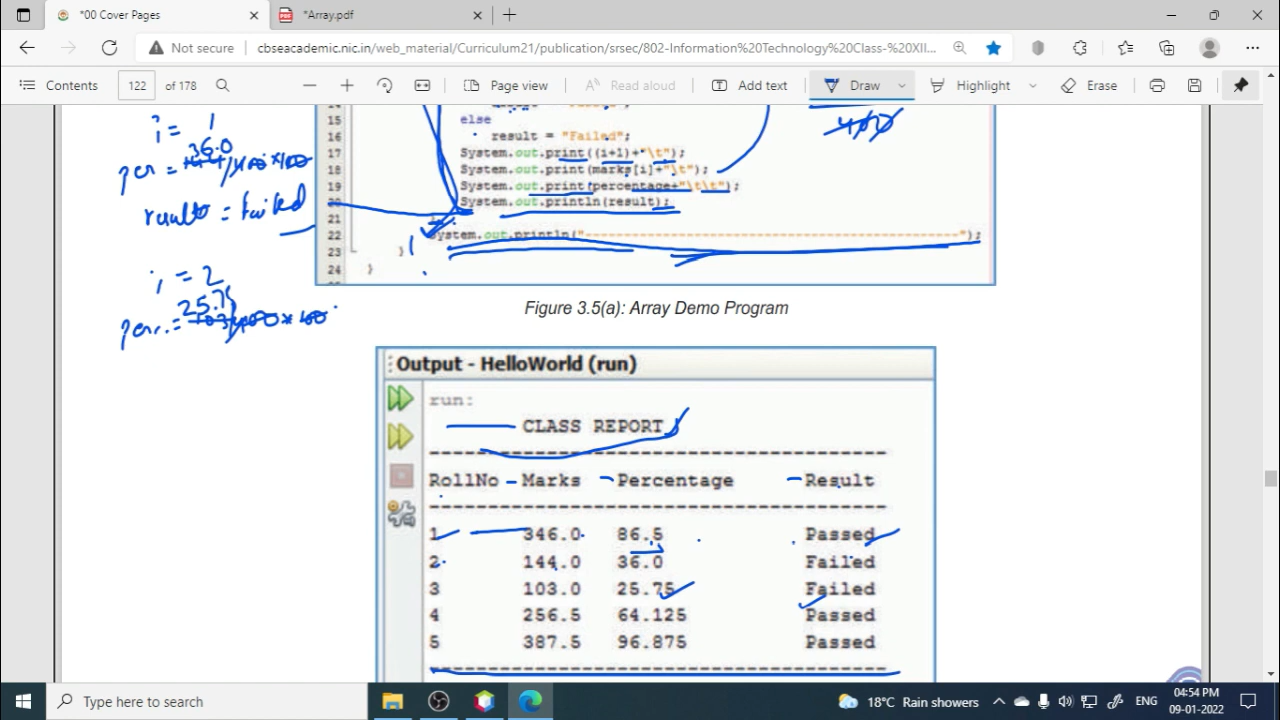 *00 Cover Pages
*Array.pdf
Not secure
cbseacademic.nic.in/web_material/Curriculum21/publication/srsec/802-Information%20Technology%20Class-%20XII...
Contents
122
of 178
Page view
Read aloud
Add text
Draw
Highlight
Erase
15 else
16 result = "Failed";
17 System.out.print((i+1)+"\t");
18 System.out.print(marks[i]+"\t");
19 System.out.print(percentage+"\t\t");
20 System.out.println(result);
21
22 System.out.println("------------------------------------------------");
23 }
24 }
400
i = 1
36.0
per = /400 × 100
result = Failed
i = 2
25.75
per. = 103/400 * 100
Figure 3.5(a): Array Demo Program
Output - HelloWorld (run)
run:
CLASS REPORT
------------------------------------------------
RollNo Marks Percentage Result
------------------------------------------------
1 346.0 86.5 Passed
2 144.0 36.0 Failed
3 103.0 25.75 Failed
4 256.5 64.125 Passed
5 387.5 96.875 Passed
------------------------------------------------
Type here to search
18°C Rain showers
ENG
04:54 PM
09-01-2022